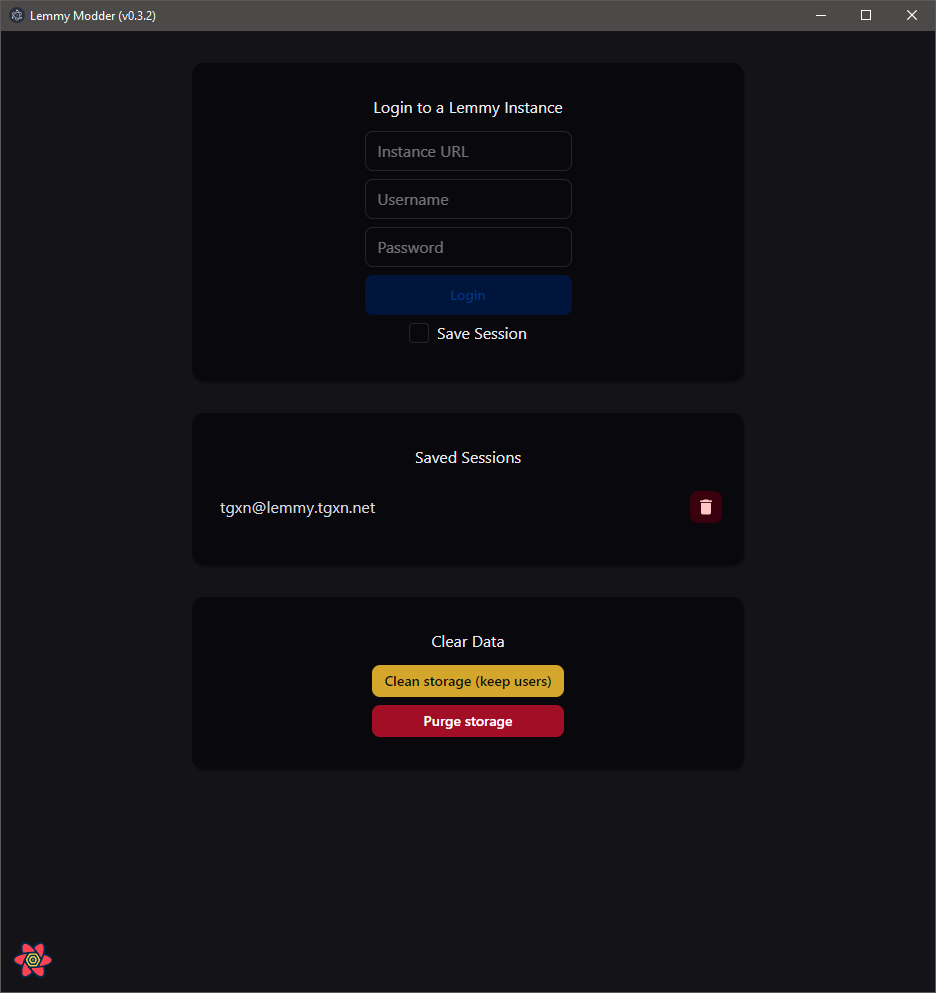 Lemmy Modder (v0.3.2)
Login to a Lemmy Instance
Instance URL
Username
Password
Login
Save Session
Saved Sessions
tgxn@lemmy.tgxn.net
Clear Data
Clean storage (keep users)
Purge storage